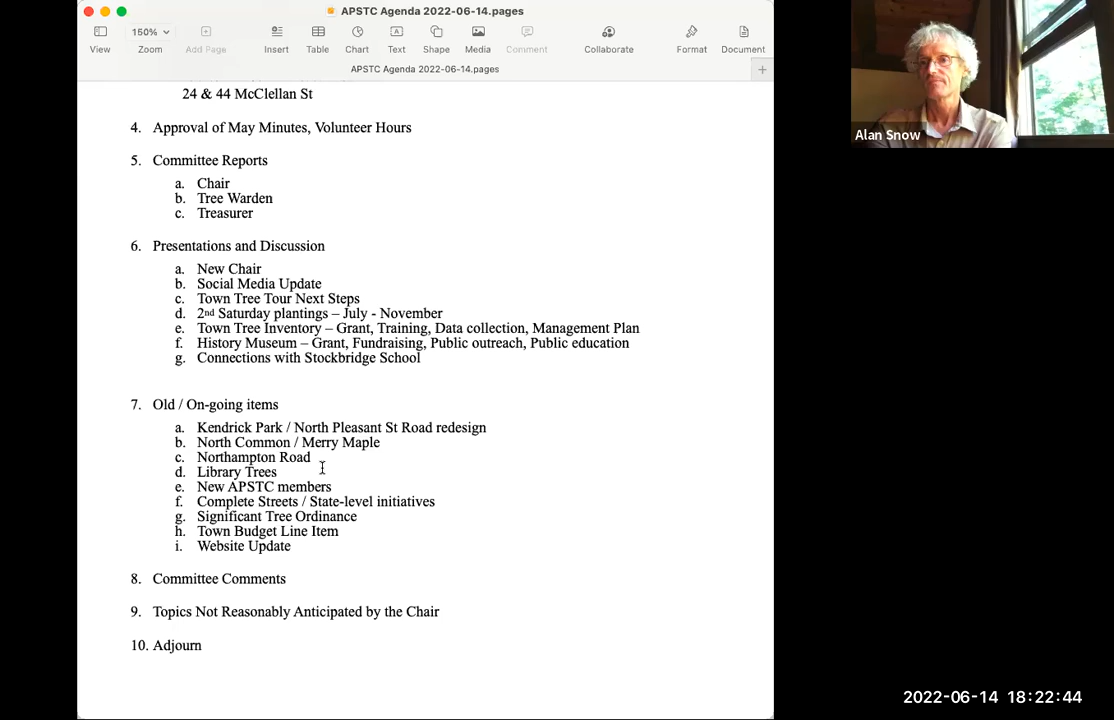 APSTC Agenda 2022-06-14.pages
150%
View
Zoom
Add Page
Insert
Table
Chart
Text
Shape
Media
Comment
Collaborate
Format
Document
APSTC Agenda 2022-06-14.pages
24 & 44 McClellan St
4. Approval of May Minutes, Volunteer Hours
5. Committee Reports
a. Chair
b. Tree Warden
c. Treasurer
6. Presentations and Discussion
a. New Chair
b. Social Media Update
c. Town Tree Tour Next Steps
d. 2nd Saturday plantings – July - November
e. Town Tree Inventory – Grant, Training, Data collection, Management Plan
f. History Museum – Grant, Fundraising, Public outreach, Public education
g. Connections with Stockbridge School
7. Old / On-going items
a. Kendrick Park / North Pleasant St Road redesign
b. North Common / Merry Maple
c. Northampton Road
d. Library Trees
e. New APSTC members
f. Complete Streets / State-level initiatives
g. Significant Tree Ordinance
h. Town Budget Line Item
i. Website Update
8. Committee Comments
9. Topics Not Reasonably Anticipated by the Chair
10. Adjourn
Alan Snow
2022-06-14 18:22:44